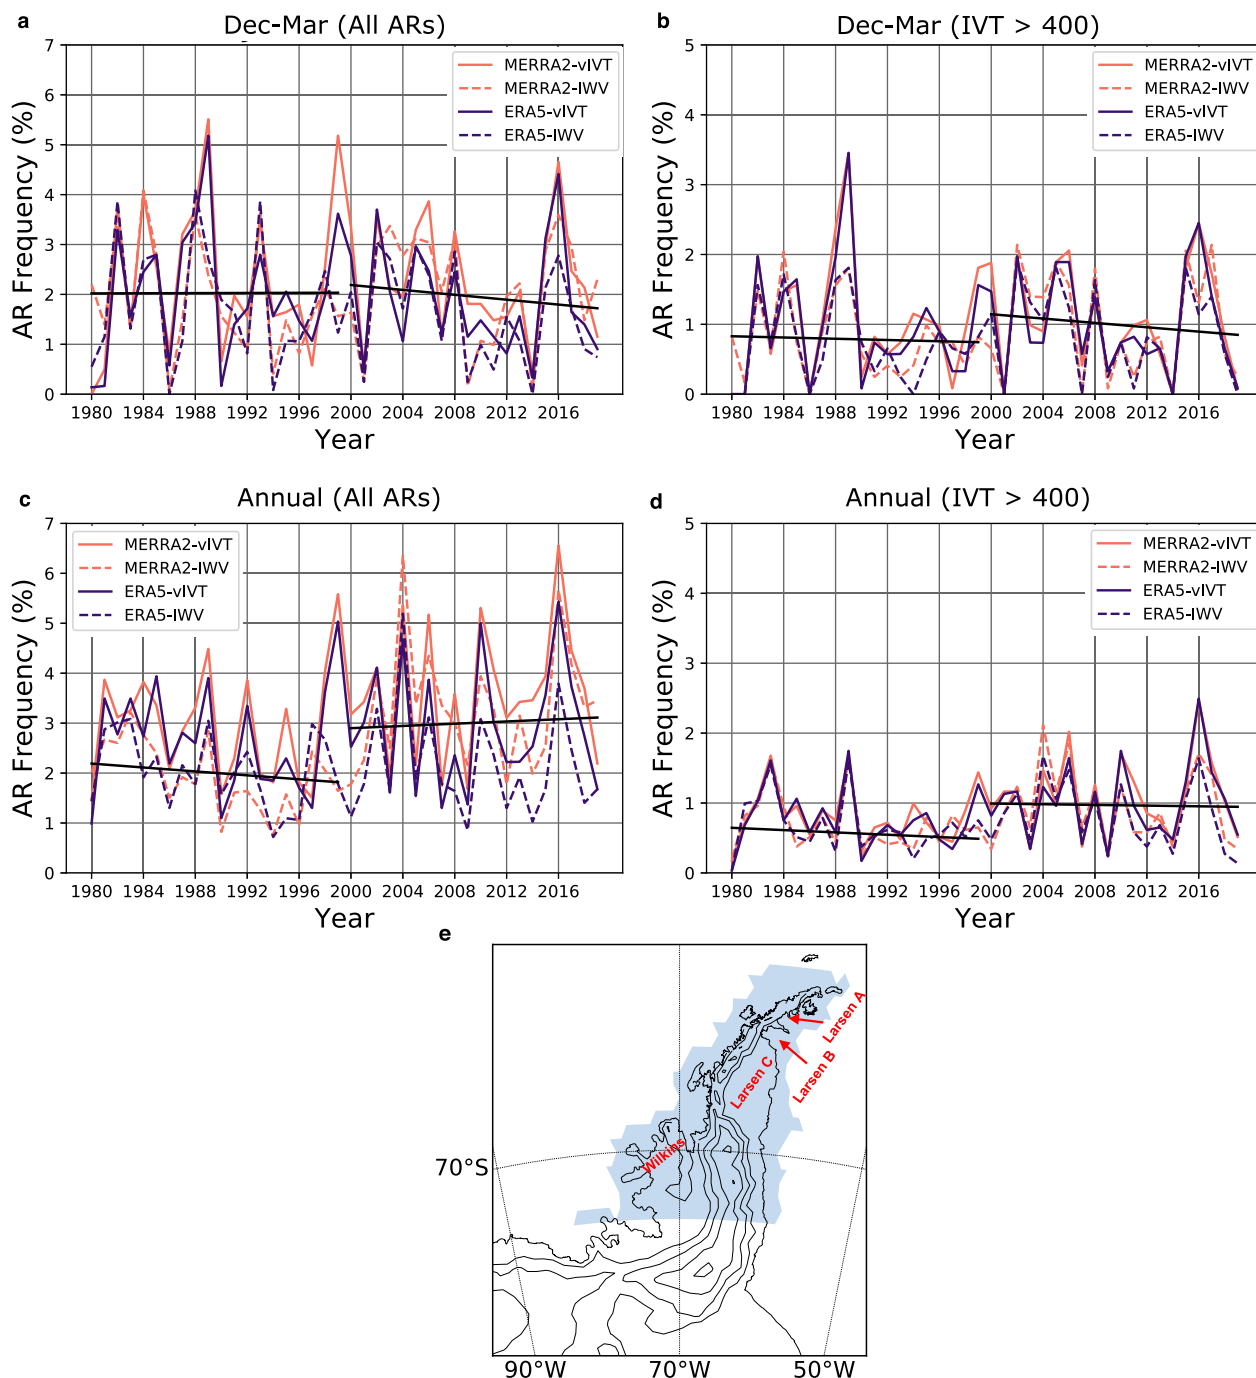 a
Dec-Mar (All ARs)
7
6
5
4
3
2
1
0
AR Frequency (%)
MERRA2-vIVT
MERRA2-IWV
ERA5-vIVT
ERA5-IWV
1980 1984 1988 1992 1996 2000 2004 2008 2012 2016
Year
b
Dec-Mar (IVT > 400)
5
4
3
2
1
0
AR Frequency (%)
MERRA2-vIVT
MERRA2-IWV
ERA5-vIVT
ERA5-IWV
1980 1984 1988 1992 1996 2000 2004 2008 2012 2016
Year
c
Annual (All ARs)
7
6
5
4
3
2
1
0
AR Frequency (%)
MERRA2-vIVT
MERRA2-IWV
ERA5-vIVT
ERA5-IWV
1980 1984 1988 1992 1996 2000 2004 2008 2012 2016
Year
d
Annual (IVT > 400)
5
4
3
2
1
0
AR Frequency (%)
MERRA2-vIVT
MERRA2-IWV
ERA5-vIVT
ERA5-IWV
1980 1984 1988 1992 1996 2000 2004 2008 2012 2016
Year
e
Larsen A
Larsen B
Larsen C
Wilkins
70°S
90°W 70°W 50°W